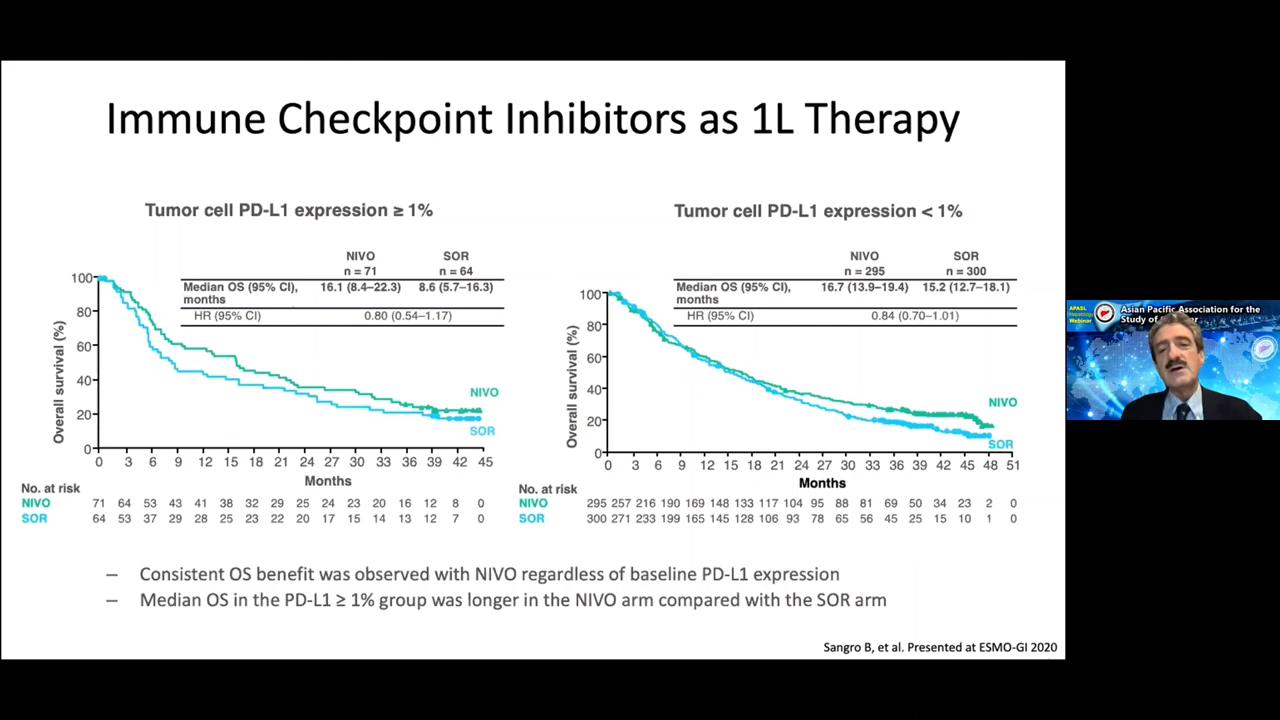 Immune Checkpoint Inhibitors as 1L Therapy
Tumor cell PD-L1 expression ≥ 1%
NIVO SOR
n = 71 n = 64
Median OS (95% CI), 16.1 (8.4–22.3) 8.6 (5.7–16.3)
months
HR (95% CI) 0.80 (0.54–1.17)
Overall survival (%)
100
80
60
40
20
0
NIVO
SOR
0 3 6 9 12 15 18 21 24 27 30 33 36 39 42 45
Months
No. at risk
NIVO 71 64 53 43 41 38 32 29 25 24 23 20 16 12 8 0
SOR 64 53 37 29 28 25 23 22 20 17 15 14 13 12 7 0
Tumor cell PD-L1 expression < 1%
NIVO SOR
n = 295 n = 300
Median OS (95% CI), 16.7 (13.9–19.4) 15.2 (12.7–18.1)
months
HR (95% CI) 0.84 (0.70–1.01)
Overall survival (%)
100
80
60
40
20
0
NIVO
SOR
0 3 6 9 12 15 18 21 24 27 30 33 36 39 42 45 48 51
Months
No. at risk
NIVO 295 257 216 190 169 148 133 117 104 95 88 81 69 50 34 23 2 0
SOR 300 271 233 199 165 145 128 106 93 78 65 56 45 25 15 10 1 0
– Consistent OS benefit was observed with NIVO regardless of baseline PD-L1 expression
– Median OS in the PD-L1 ≥ 1% group was longer in the NIVO arm compared with the SOR arm
Sangro B, et al. Presented at ESMO-GI 2020
APASL
Hepatology
Webinar
Asian Pacific Association for the
Study of